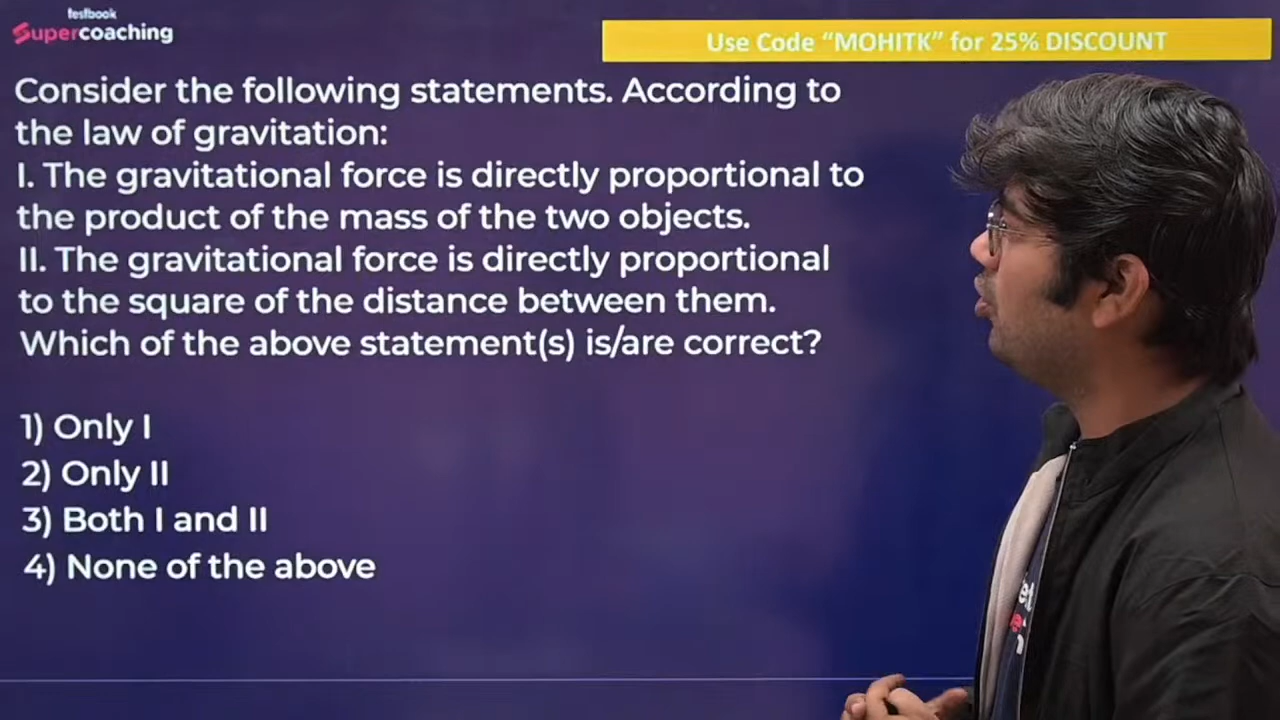 testbook
Supercoaching
Use Code “MOHITK” for 25% DISCOUNT
Consider the following statements. According to
the law of gravitation:
I. The gravitational force is directly proportional to
the product of the mass of the two objects.
II. The gravitational force is directly proportional
to the square of the distance between them.
Which of the above statement(s) is/are correct?
1) Only I
2) Only II
3) Both I and II
4) None of the above